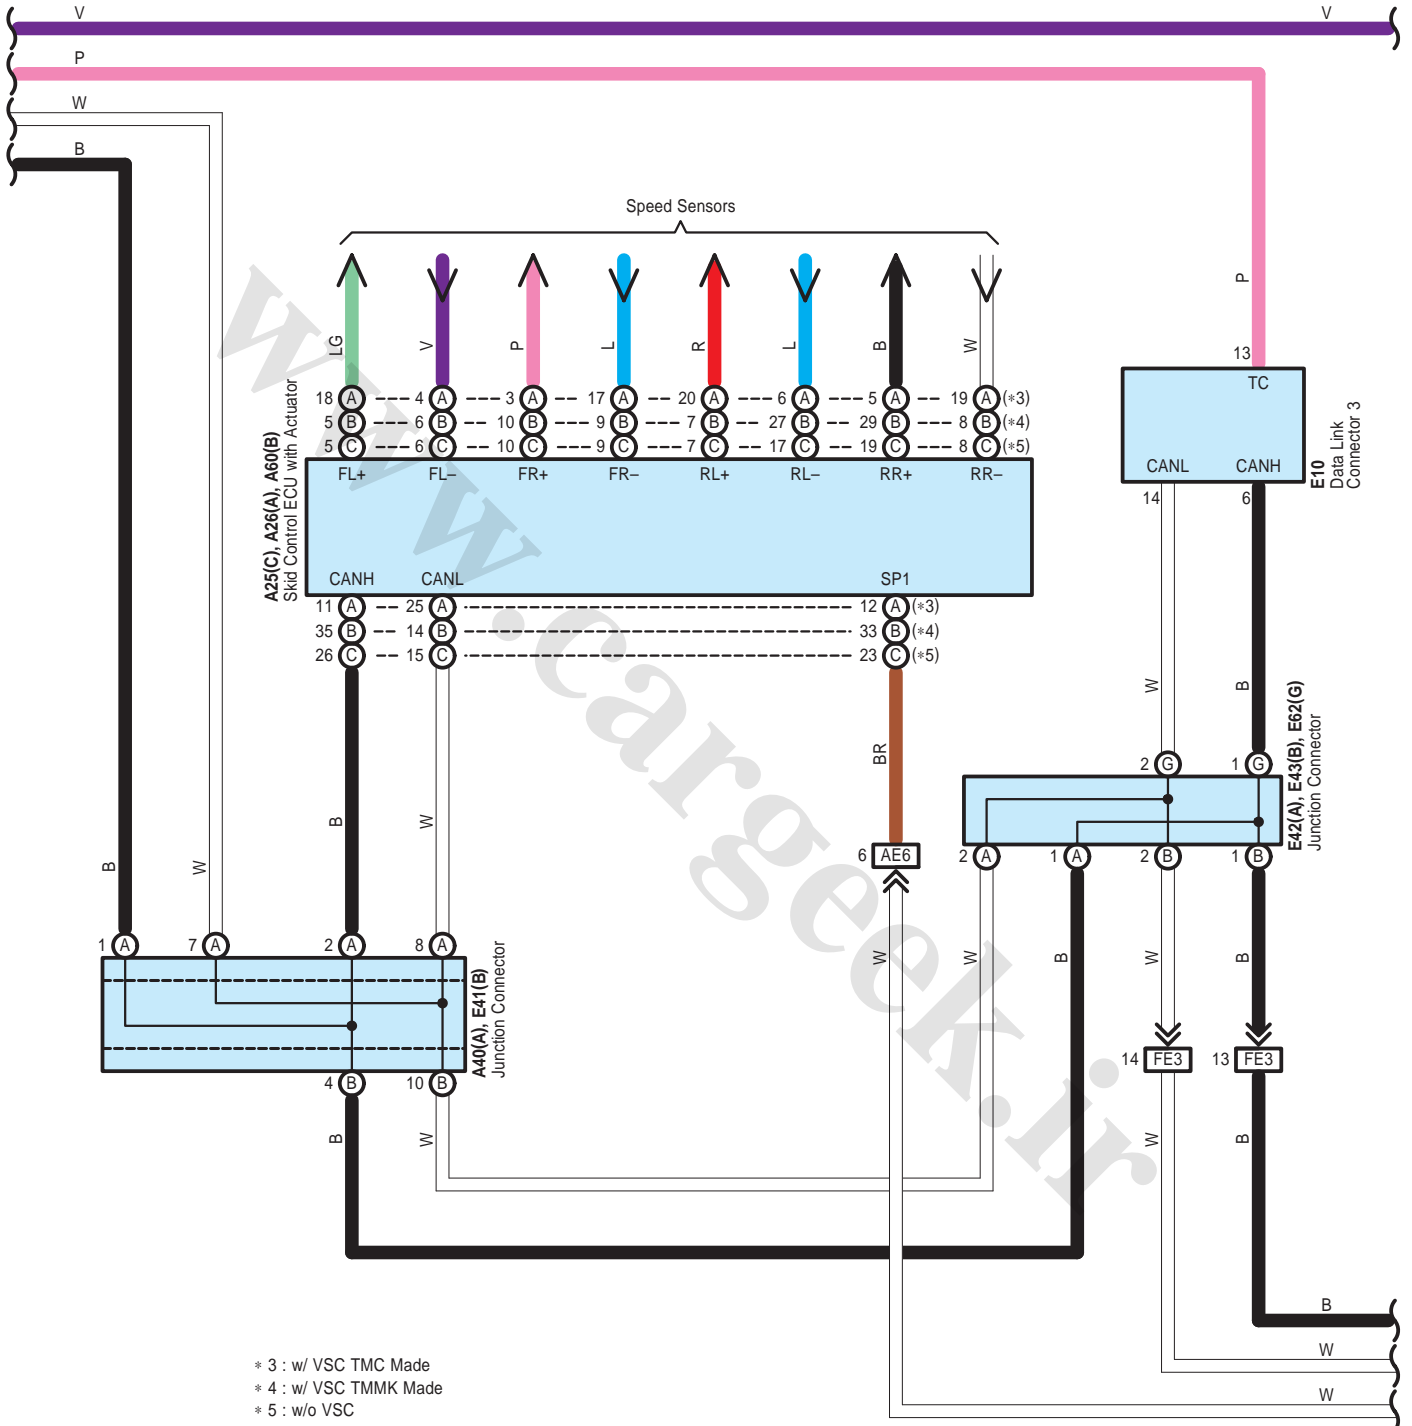 V V
P
W
B
Speed Sensors
LG V P L R L B W
P
18 A 4 A 3 A 17 A 20 A 6 A 5 A 19 A (*3)
5 B 6 B 10 B 9 B 7 B 27 B 29 B 8 B (*4)
5 C 6 C 10 C 9 C 7 C 17 C 19 C 8 C (*5)
FL+ FL– FR+ FR– RL+ RL– RR+ RR–
A25(C), A26(A), A60(B)
Skid Control ECU with Actuator
CANH CANL SP1
11 A 25 A 12 A (*3)
35 B 14 B 33 B (*4)
26 C 15 C 23 C (*5)
13
TC
CANL CANH
14 6
E10
Data Link
Connector 3
W B
BR
B W
B W
2 G 1 G
E42(A), E43(B), E62(G)
Junction Connector
6 AE6
2 A 1 A 2 B 1 B
1 A 7 A 2 A 8 A
W W B W B
A40(A), E41(B)
Junction Connector
4 B 10 B
14 FE3 13 FE3
B W W B
B
W
W
* 3 : w/ VSC TMC Made
* 4 : w/ VSC TMMK Made
* 5 : w/o VSC
www.cargeek.ir